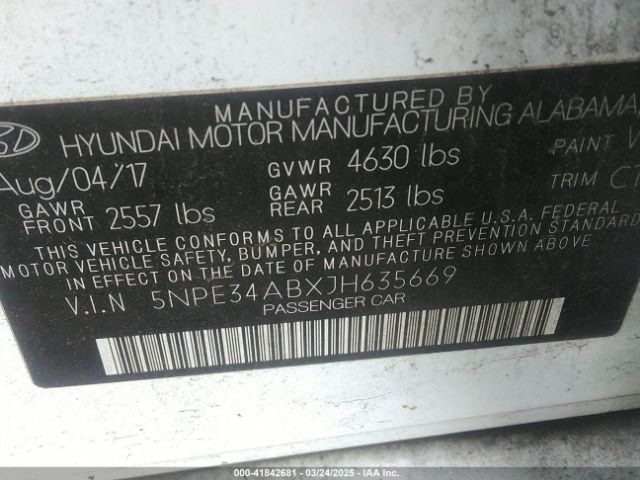 MANUFACTURED BY
HYUNDAI MOTOR MANUFACTURING ALABAMA
Aug/04/17 GVWR 4630 lbs PAINT
GAWR FRONT 2557 lbs GAWR REAR 2513 lbs TRIM
THIS VEHICLE CONFORMS TO ALL APPLICABLE U.S.A. FEDERAL
MOTOR VEHICLE SAFETY, BUMPER, AND THEFT PREVENTION STANDARD
IN EFFECT ON THE DATE OF MANUFACTURE SHOWN ABOVE
V.I.N 5NPE34ABXJH635669
PASSENGER CAR
000-41842681 - 03/24/2025 - IAA Inc.